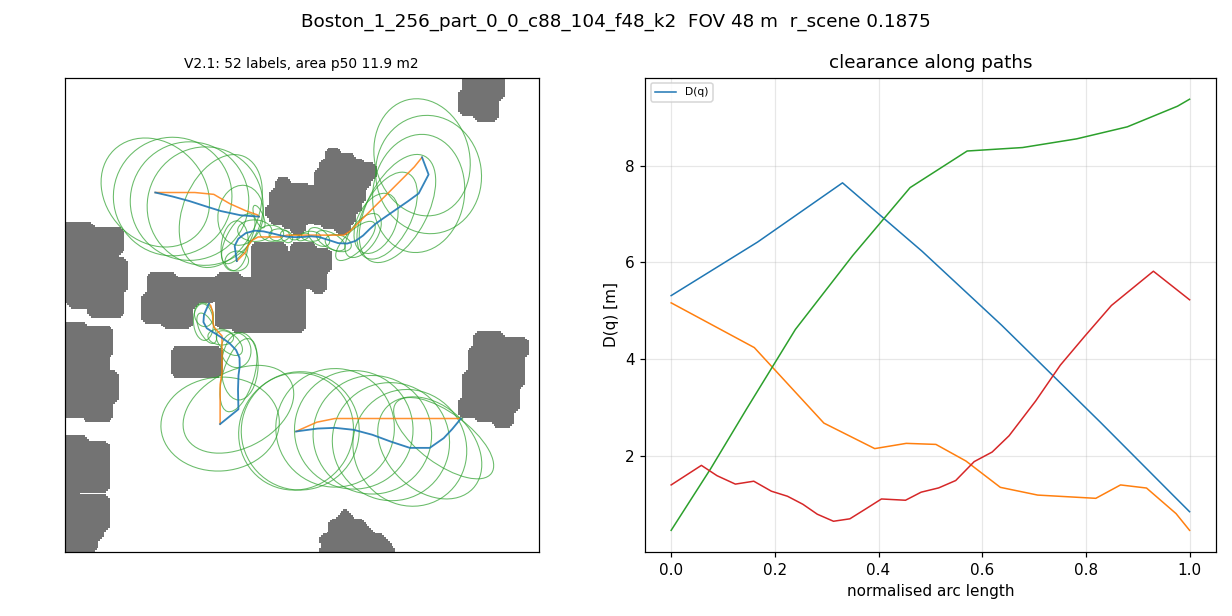 Boston_1_256_part_0_0_c88_104_f48_k2 FOV 48 m r_scene 0.1875
V2.1: 52 labels, area p50 11.9 m2
clearance along paths
D(q)
D(q) [m]
8
6
4
2
0.0 0.2 0.4 0.6 0.8 1.0
normalised arc length